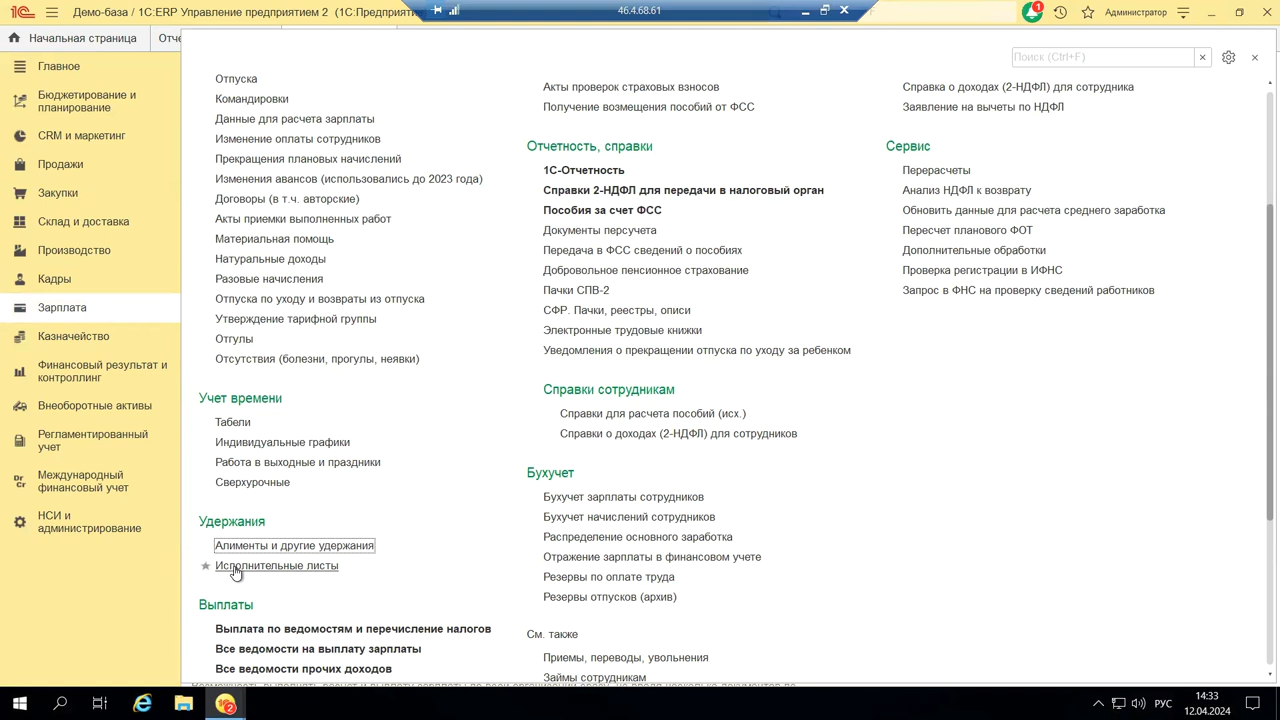 1С
Демо-база / 1С:ERP Управление предприятием 2 (1С:Предприяти
46.4.68.61
1
Администратор
Начальная страница
Отче
Поиск (Ctrl+F)
Главное
Бюджетирование и
планирование
CRM и маркетинг
Продажи
Закупки
Склад и доставка
Производство
Кадры
Зарплата
Казначейство
Финансовый результат и
контроллинг
Внеоборотные активы
Регламентированный
учет
Международный
финансовый учет
НСИ и
администрирование
Отпуска
Командировки
Данные для расчета зарплаты
Изменение оплаты сотрудников
Прекращения плановых начислений
Изменения авансов (использовались до 2023 года)
Договоры (в т.ч. авторские)
Акты приемки выполненных работ
Материальная помощь
Натуральные доходы
Разовые начисления
Отпуска по уходу и возвраты из отпуска
Утверждение тарифной группы
Отгулы
Отсутствия (болезни, прогулы, неявки)
Учет времени
Табели
Индивидуальные графики
Работа в выходные и праздники
Сверхурочные
Удержания
Алименты и другие удержания
Исполнительные листы
Выплаты
Выплата по ведомостям и перечисление налогов
Все ведомости на выплату зарплаты
Все ведомости прочих доходов
Акты проверок страховых взносов
Получение возмещения пособий от ФСС
Отчетность, справки
1С-Отчетность
Справки 2-НДФЛ для передачи в налоговый орган
Пособия за счет ФСС
Документы персучета
Передача в ФСС сведений о пособиях
Добровольное пенсионное страхование
Пачки СПВ-2
СФР. Пачки, реестры, описи
Электронные трудовые книжки
Уведомления о прекращении отпуска по уходу за ребенком
Справки сотрудникам
Справки для расчета пособий (исх.)
Справки о доходах (2-НДФЛ) для сотрудников
Бухучет
Бухучет зарплаты сотрудников
Бухучет начислений сотрудников
Распределение основного заработка
Отражение зарплаты в финансовом учете
Резервы по оплате труда
Резервы отпусков (архив)
См. также
Приемы, переводы, увольнения
Займы сотрудникам
Справка о доходах (2-НДФЛ) для сотрудника
Заявление на вычеты по НДФЛ
Сервис
Перерасчеты
Анализ НДФЛ к возврату
Обновить данные для расчета среднего заработка
Пересчет планового ФОТ
Дополнительные обработки
Проверка регистрации в ИФНС
Запрос в ФНС на проверку сведений работников
2
РУС
14:33
12.04.2024